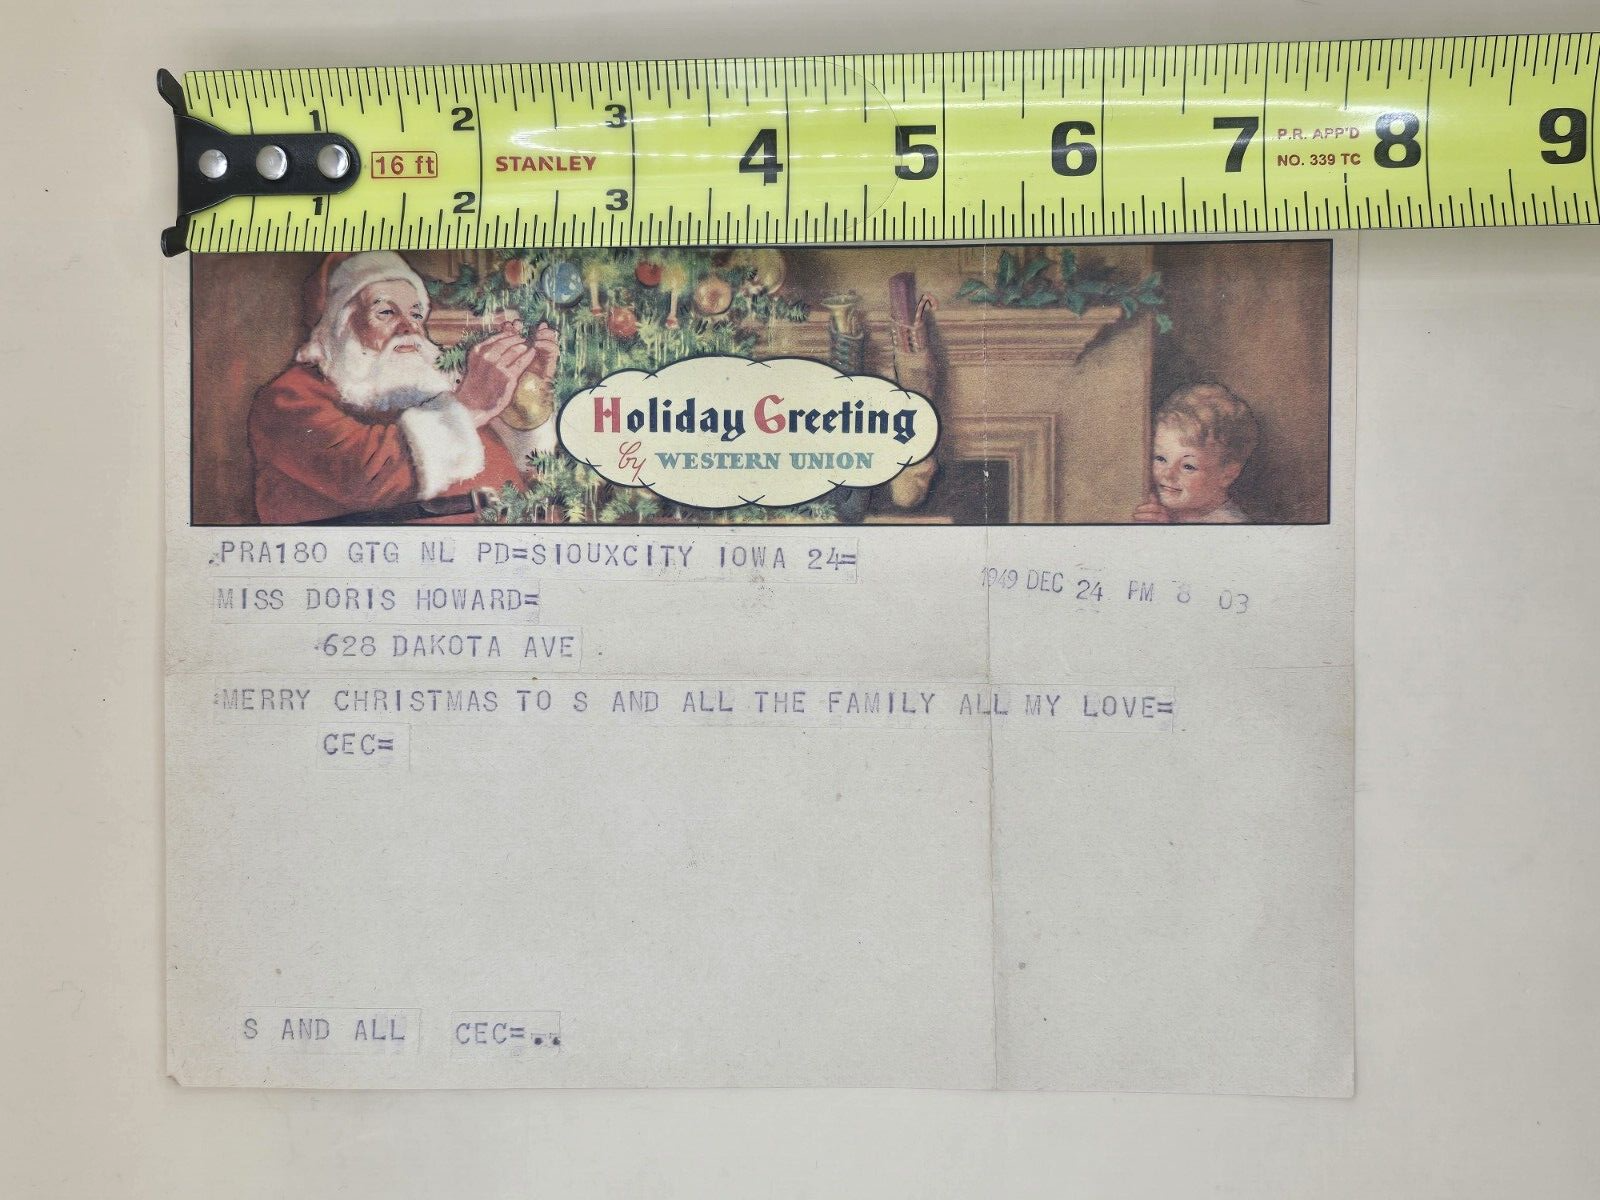 1 2 3 4 5 6 7 8 9
16 ft STANLEY P.R. APP'D
NO. 339 TC
1 2 3
Holiday Greeting
by WESTERN UNION
.PRA180 GTG NL PD=SIOUXCITY IOWA 24=
1949 DEC 24 PM 8 03
MISS DORIS HOWARD=
628 DAKOTA AVE .
:MERRY CHRISTMAS TO S AND ALL THE FAMILY ALL MY LOVE=
CEC=
S AND ALL CEC=..